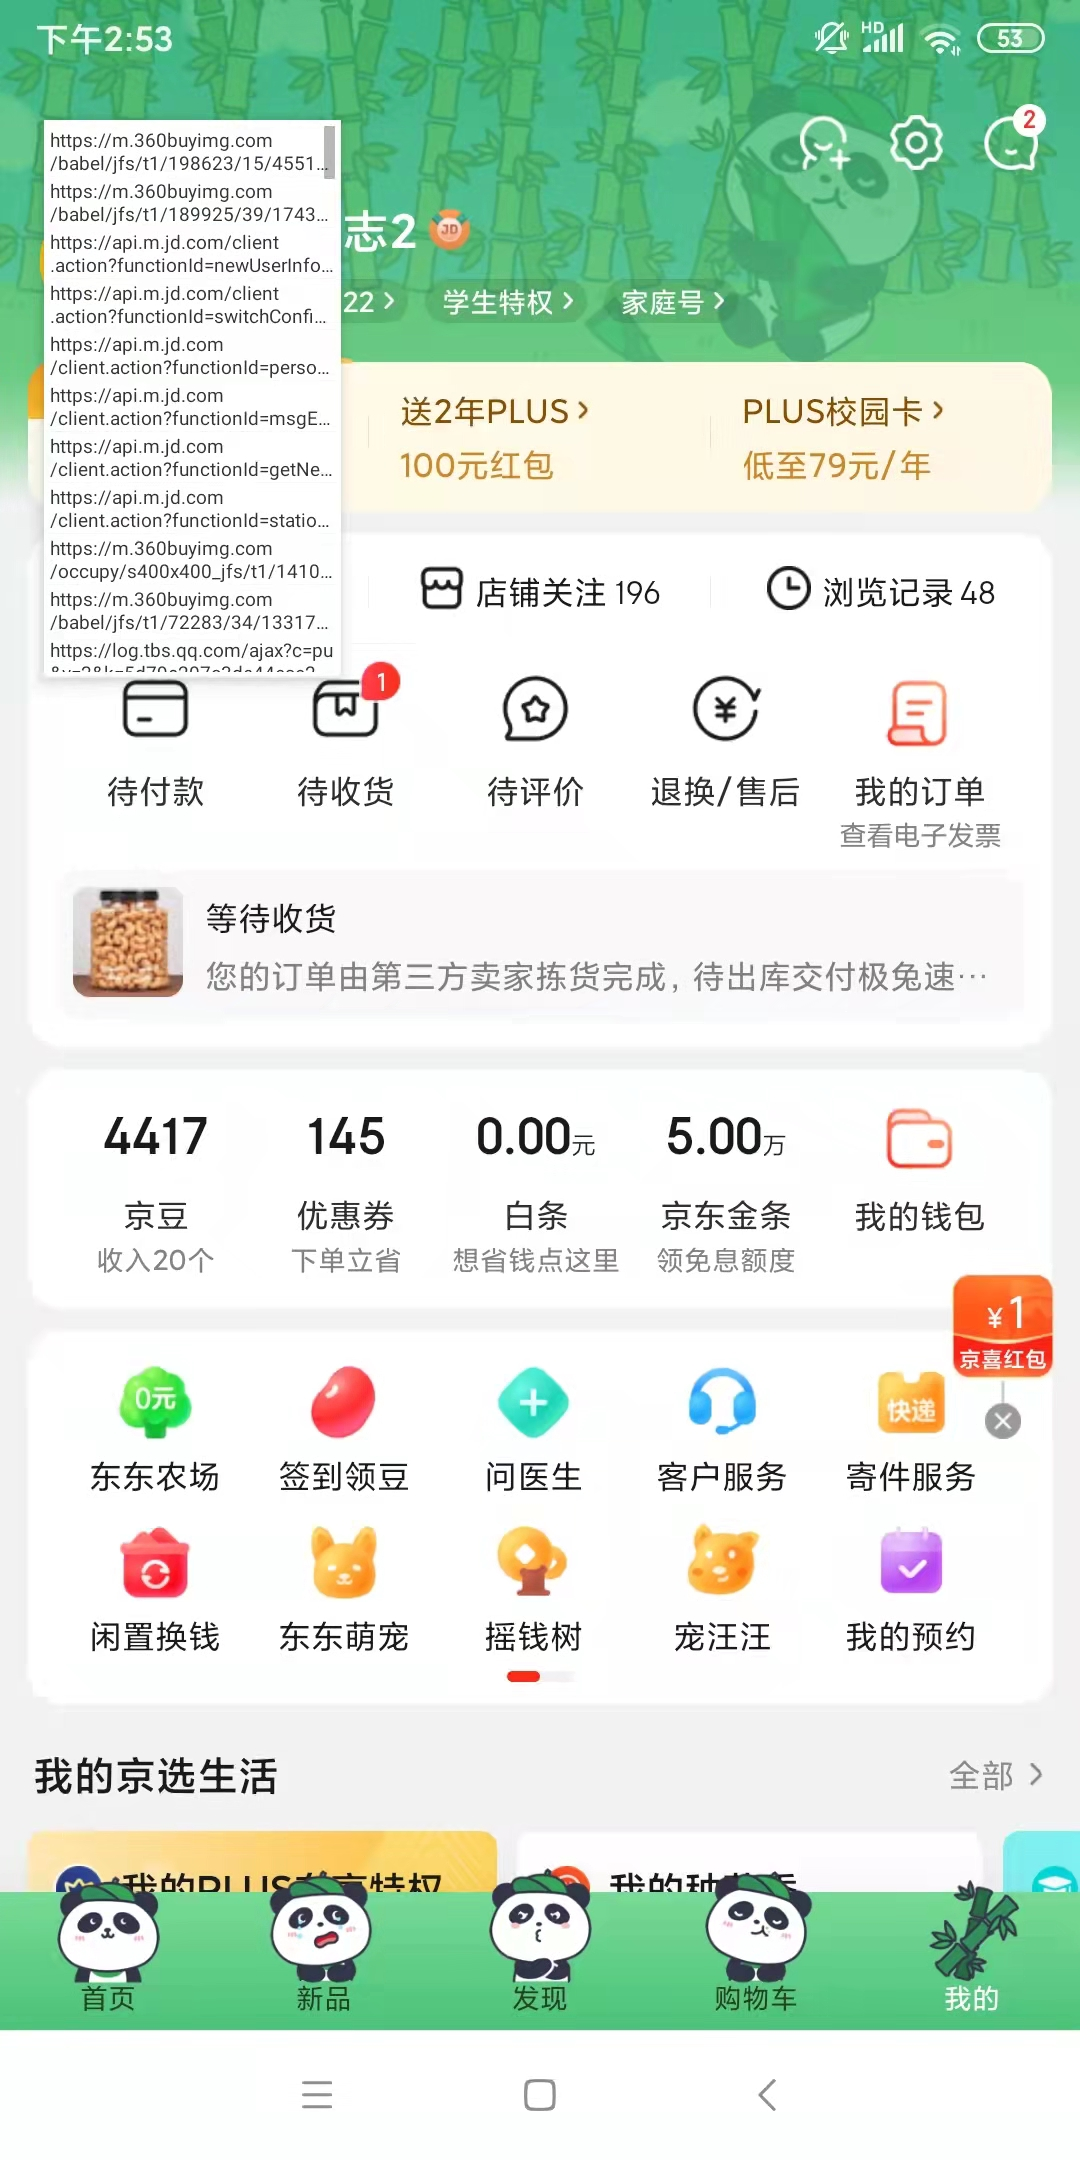 下午2:53
HD
53
2
https://m.360buyimg.com
/babel/jfs/t1/198623/15/4551...
https://m.360buyimg.com
/babel/jfs/t1/189925/39/1743...
https://api.m.jd.com/client
.action?functionId=newUserInfo...
https://api.m.jd.com/client
.action?functionId=switchConfi...
https://api.m.jd.com
/client.action?functionId=perso...
https://api.m.jd.com
/client.action?functionId=msgE...
https://api.m.jd.com
/client.action?functionId=getNe...
https://api.m.jd.com
/client.action?functionId=statio...
https://m.360buyimg.com
/occupy/s400x400_jfs/t1/1410...
https://m.360buyimg.com
/babel/jfs/t1/72283/34/13317...
https://log.tbs.qq.com/ajax?c=pu
志2 JD
22 > 学生特权 > 家庭号 >
送2年PLUS > PLUS校园卡 >
100元红包 低至79元/年
店铺关注 196 浏览记录 48
1
待付款 待收货 待评价 退换/售后 我的订单
查看电子发票
等待收货
您的订单由第三方卖家拣货完成，待出库交付极兔速…
4417 145 0.00元 5.00万
京豆 优惠券 白条 京东金条 我的钱包
收入20个 下单立省 想省钱点这里 领免息额度
¥1
京喜红包
0元 快递
东东农场 签到领豆 问医生 客户服务 寄件服务
闲置换钱 东东萌宠 摇钱树 宠汪汪 我的预约
我的京选生活 全部 >
我的PLUS专享特权 我的种
首页 新品 发现 购物车 我的